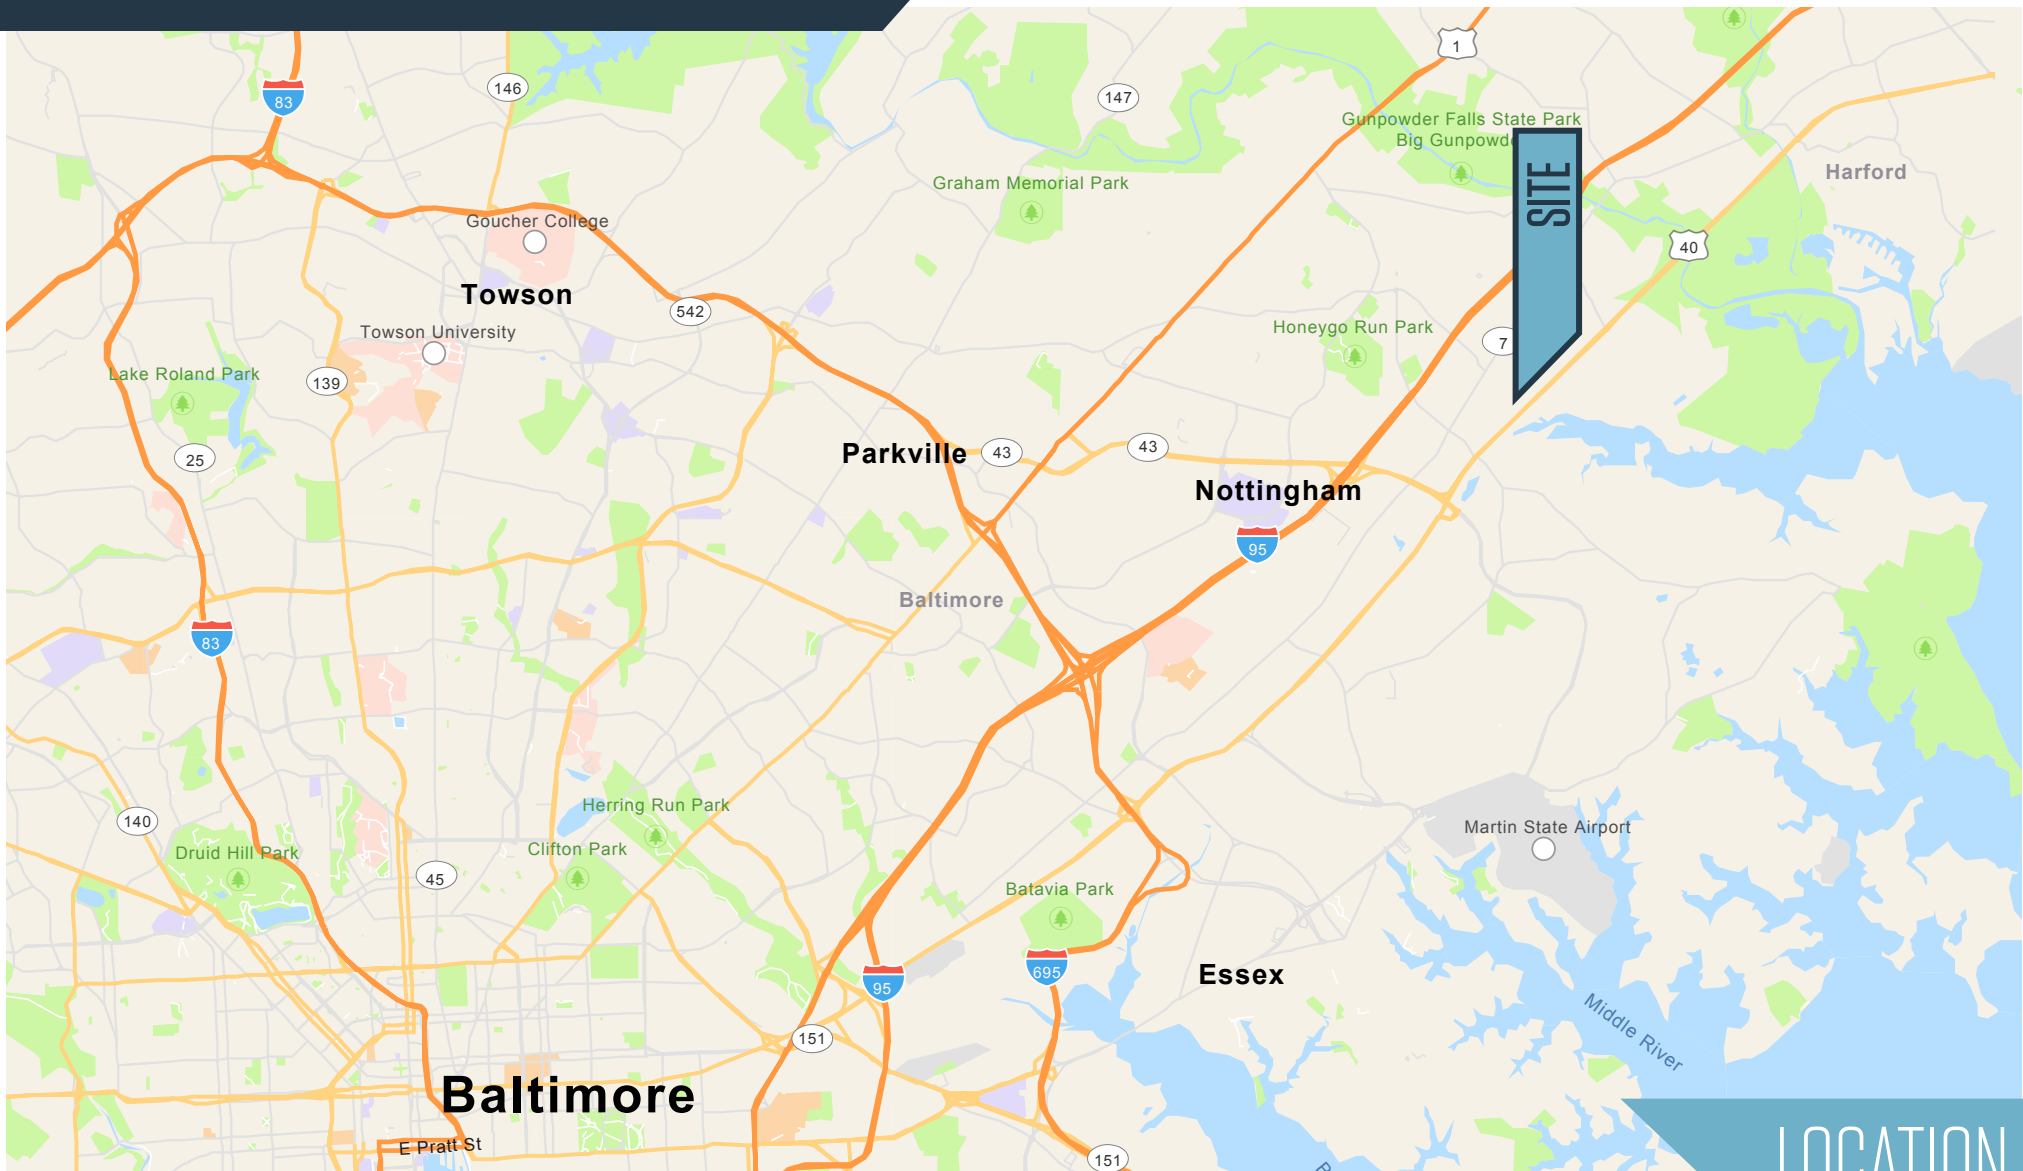 1
83
146
147
Gunpowder Falls State Park
Big Gunpowd
SITE
Harford
Graham Memorial Park
Goucher College
40
Towson
542
Towson University
Honeygo Run Park
7
Lake Roland Park
139
Parkville
43
43
25
Nottingham
95
Baltimore
83
Herring Run Park
140
Martin State Airport
Druid Hill Park
Clifton Park
45
Batavia Park
695
95
Essex
Middle River
151
Baltimore
E Pratt St
LOCATION
151